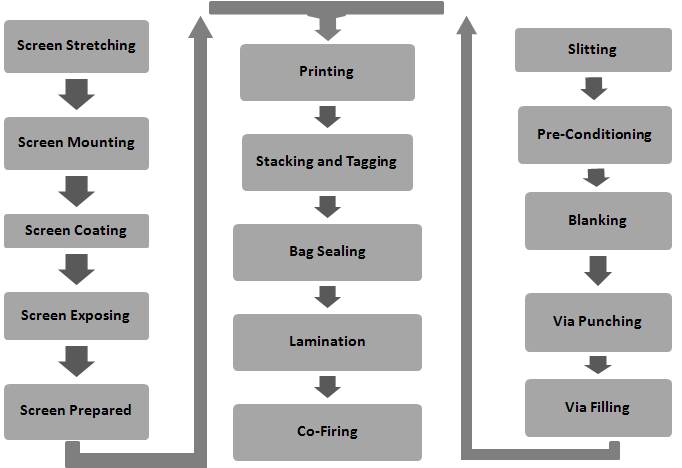 Screen Stretching
Screen Mounting
Screen Coating
Screen Exposing
Screen Prepared
Printing
Stacking and Tagging
Bag Sealing
Lamination
Co-Firing
Slitting
Pre-Conditioning
Blanking
Via Punching
Via Filling